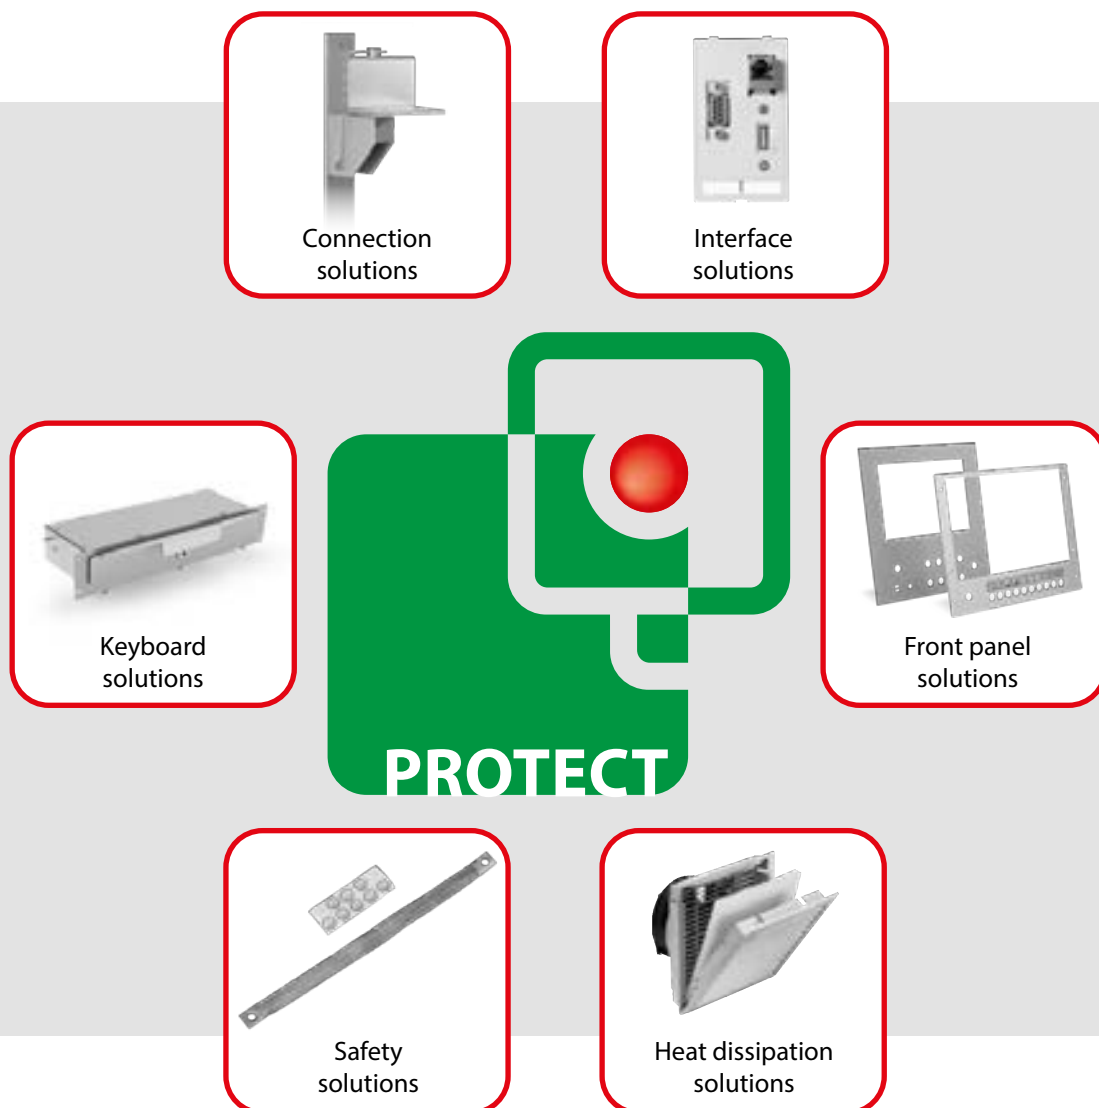 Connection
solutions
Interface
solutions
Keyboard
solutions
Front panel
solutions
PROTECT
Safety
solutions
Heat dissipation
solutions